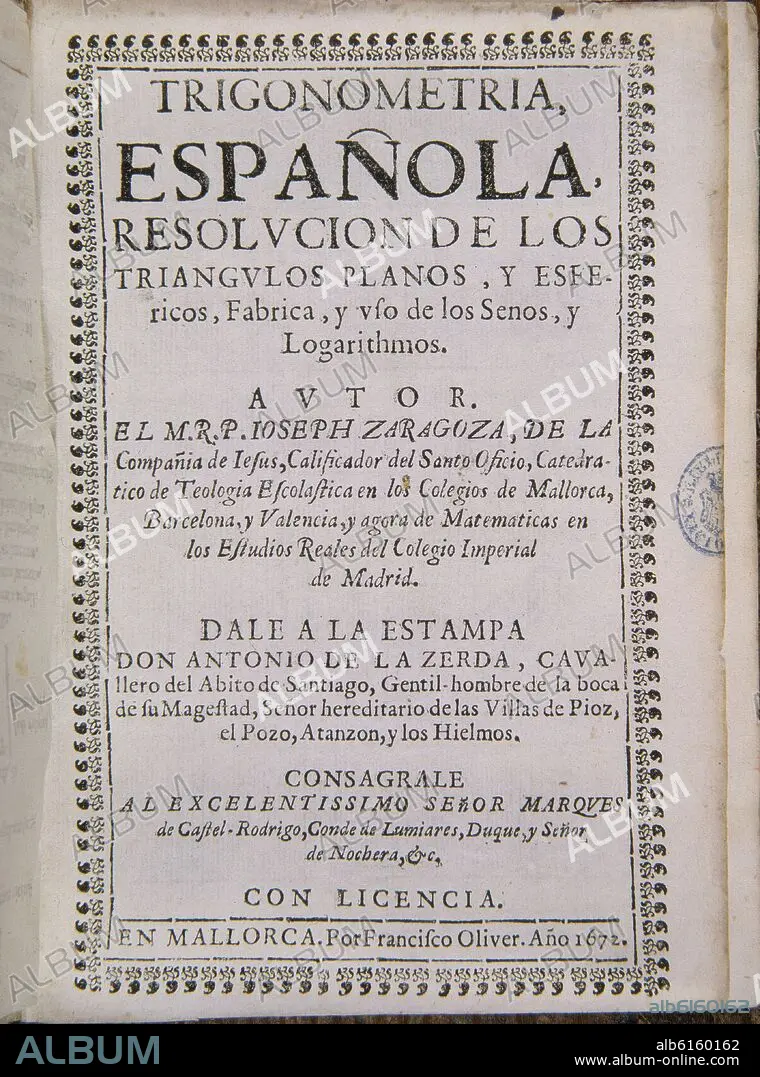 TRIGONOMETRIA,
ESPAÑOLA,
RESOLVCION DE LOS
TRIANGVLOS PLANOS , Y ESFE-
ricos, Fabrica, y vſo de los Senos, y
Logarithmos.
AVTOR.
EL M.R.P. IOSEPH ZARAGOZA, DE LA
Compañia de Ieſus, Calificador del Santo Oficio, Catedra-
tico de Teologia Eſcolaſtica en los Colegios de Mallorca,
Barcelona, y Valencia, y agora de Matematicas en
los Eſtudios Reales del Colegio Imperial
de Madrid.
DALE A LA ESTAMPA
DON ANTONIO DE LA ZERDA, CAVA-
llero del Abito de Santiago, Gentil-hombre de la boca
de ſu Mageſtad, Señor hereditario de las Villas de Pioz,
el Pozo, Atanzon, y los Hielmos.
CONSAGRALE
AL EXCELENTISSIMO SEñOR MARQVES
de Caſtel-Rodrigo, Conde de Lumiares, Duque, y Señor
de Nochera, &c,
CON LICENCIA.
EN MALLORCA. Por Franciſco Oliver. Año 1672.
alb6160162
ALBUM
alb6160162
www.album-online.com